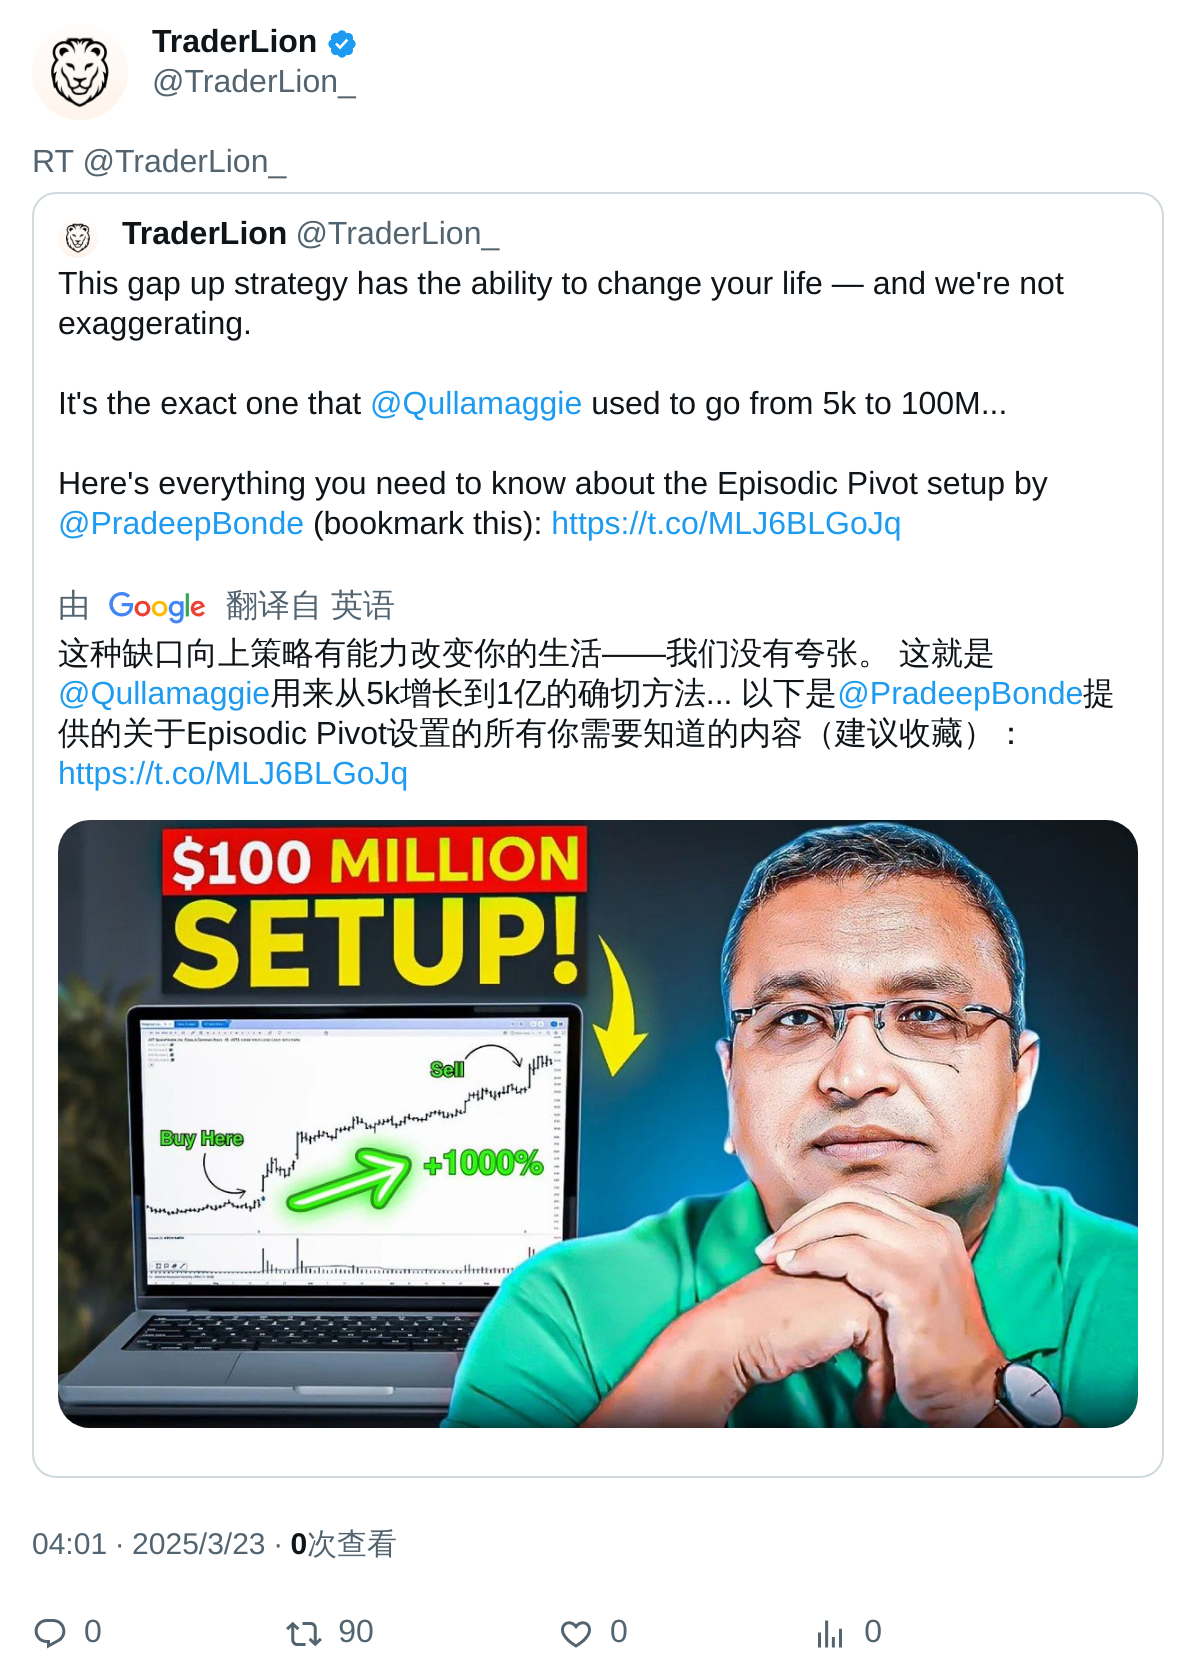 TraderLion
@TraderLion_
RT @TraderLion_
TraderLion @TraderLion_
This gap up strategy has the ability to change your life — and we're not
exaggerating.
It's the exact one that @Qullamaggie used to go from 5k to 100M...
Here's everything you need to know about the Episodic Pivot setup by
@PradeepBonde (bookmark this): https://t.co/MLJ6BLGoJq
由 Google 翻译自 英语
这种缺口向上策略有能力改变你的生活——我们没有夸张。 这就是
@Qullamaggie用来从5k增长到1亿的确切方法... 以下是@PradeepBonde提
供的关于Episodic Pivot设置的所有你需要知道的内容（建议收藏）：
https://t.co/MLJ6BLGoJq
$100 MILLION
SETUP!
Sell
Buy Here
+1000%
04:01 · 2025/3/23 · 0次查看
0 90 0 0